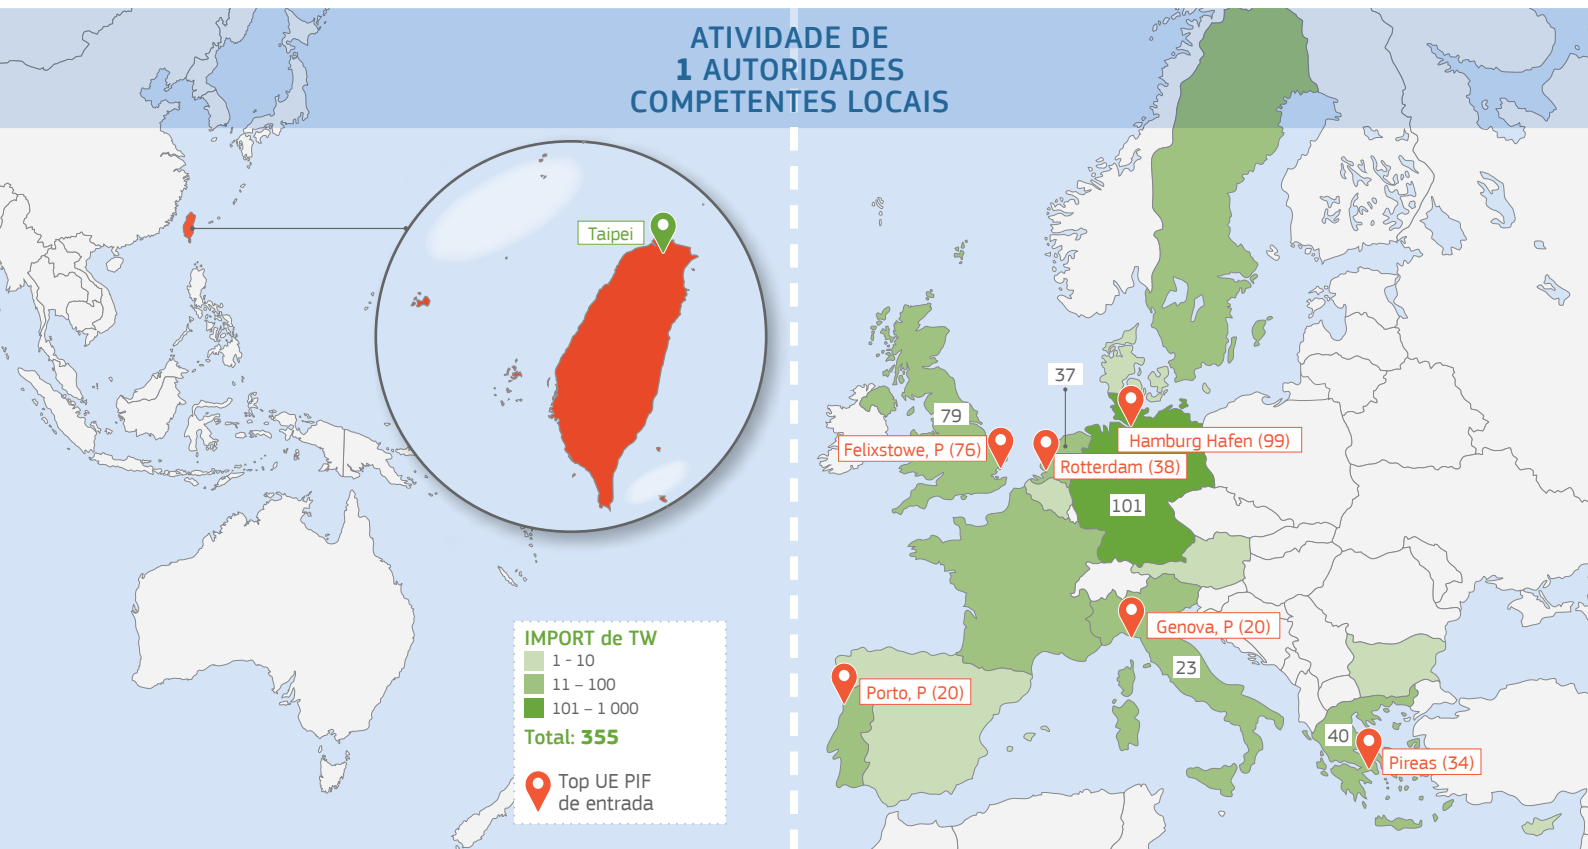 ATIVIDADE DE
1 AUTORIDADES
COMPETENTES LOCAIS
Taipei
IMPORT de TW
1 - 10
11 – 100
101 – 1 000
Total: 355
Top UE PIF
de entrada
37
79
Hamburg Hafen (99)
Felixstowe, P (76)
Rotterdam (38)
101
Genova, P (20)
23
Porto, P (20)
40
Pireas (34)